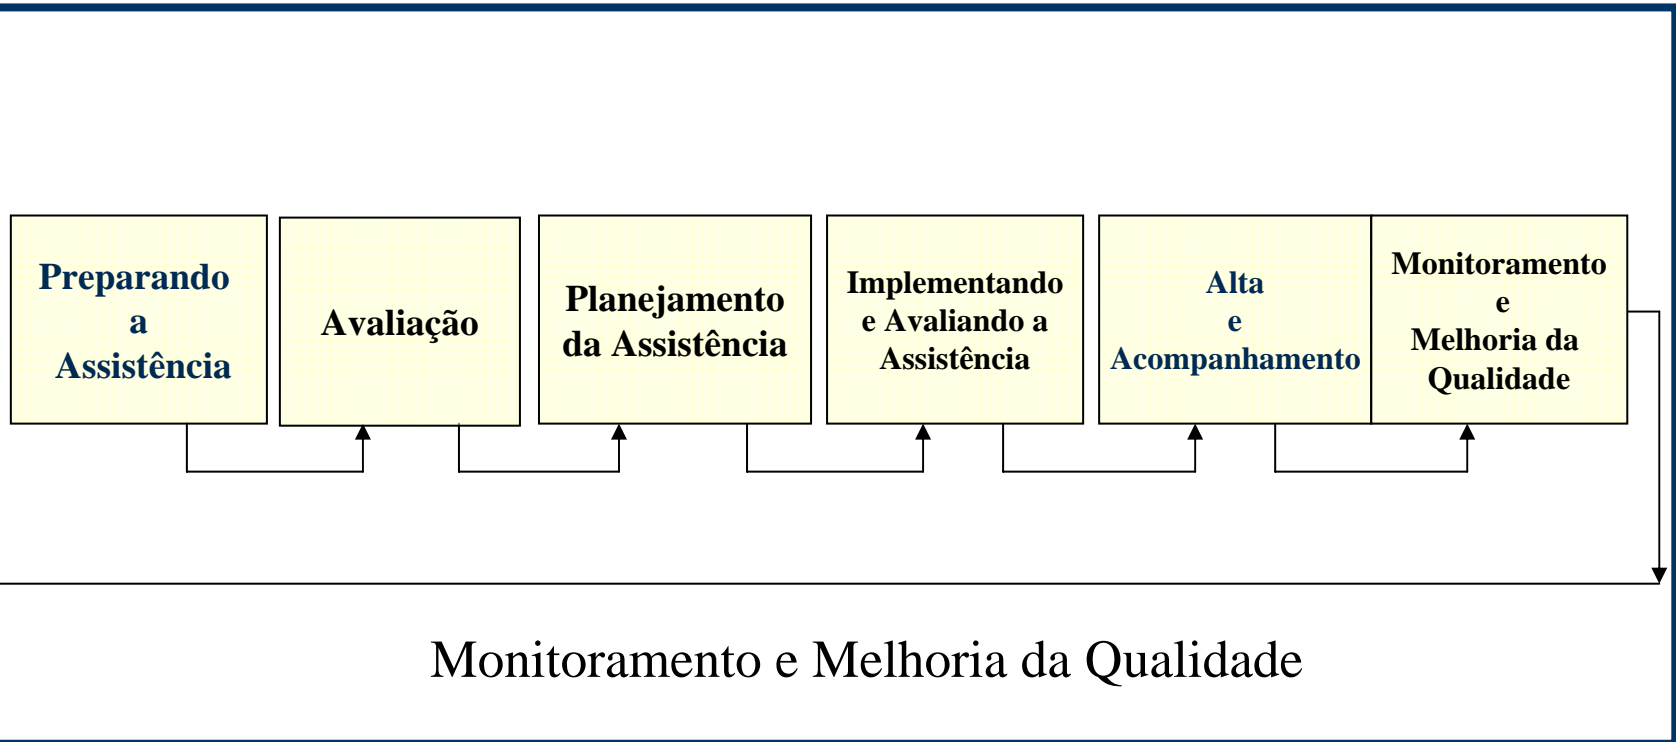 Preparando
a
Assistência
Avaliação
Planejamento
da Assistência
Implementando
e Avaliando a
Assistência
Alta
e
Acompanhamento
Monitoramento
e
Melhoria da
Qualidade
Monitoramento e Melhoria da Qualidade